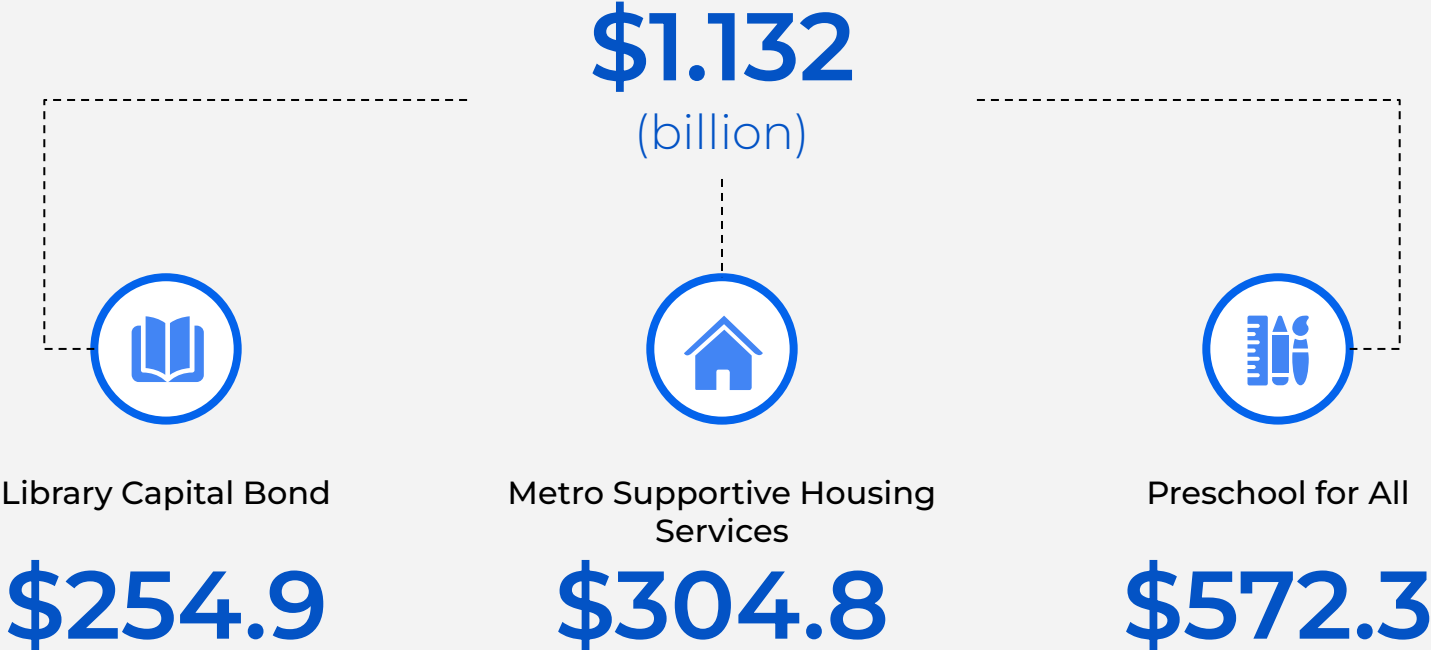 $1.132
(billion)
Library Capital Bond
$254.9
Metro Supportive Housing
Services
$304.8
Preschool for All
$572.3